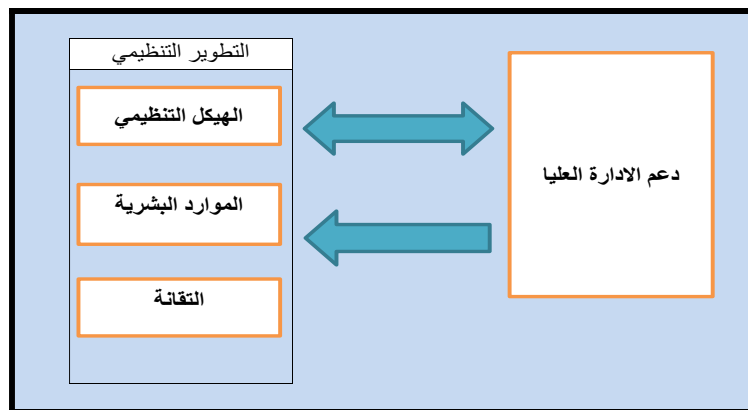 التطوير التنظيمي
الهيكل التنظيمي
دعم الادارة العليا
الموارد البشرية
التقانة